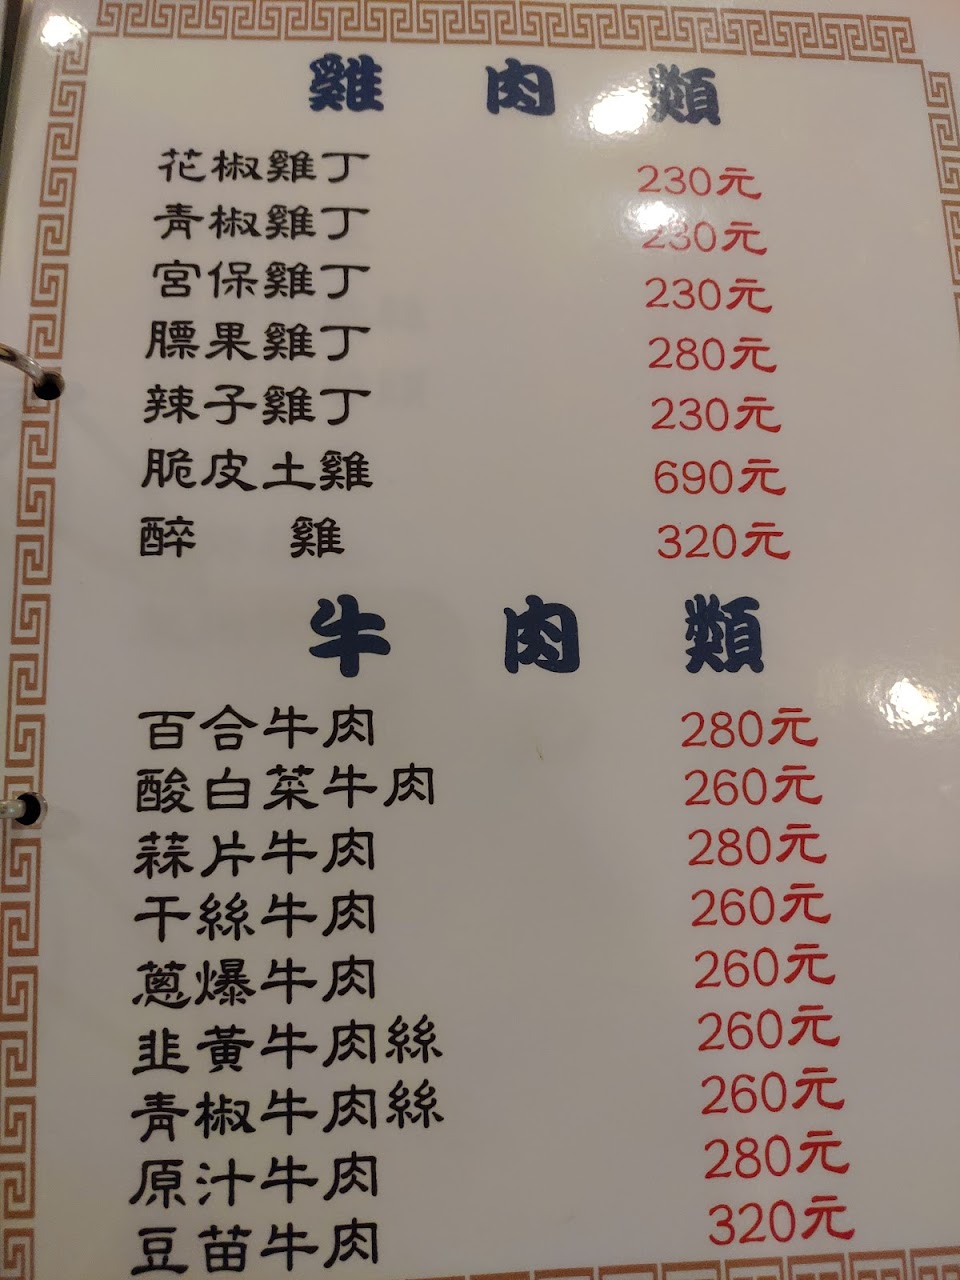 雞 肉 類
花椒雞丁 230元
青椒雞丁 230元
宮保雞丁 230元
腰果雞丁 280元
辣子雞丁 230元
脆皮土雞 690元
醉 雞 320元
牛 肉 類
百合牛肉 280元
酸白菜牛肉 260元
蒜片牛肉 280元
干絲牛肉 260元
蔥爆牛肉 260元
韭黃牛肉絲 260元
青椒牛肉絲 260元
原汁牛肉 280元
豆苗牛肉 320元